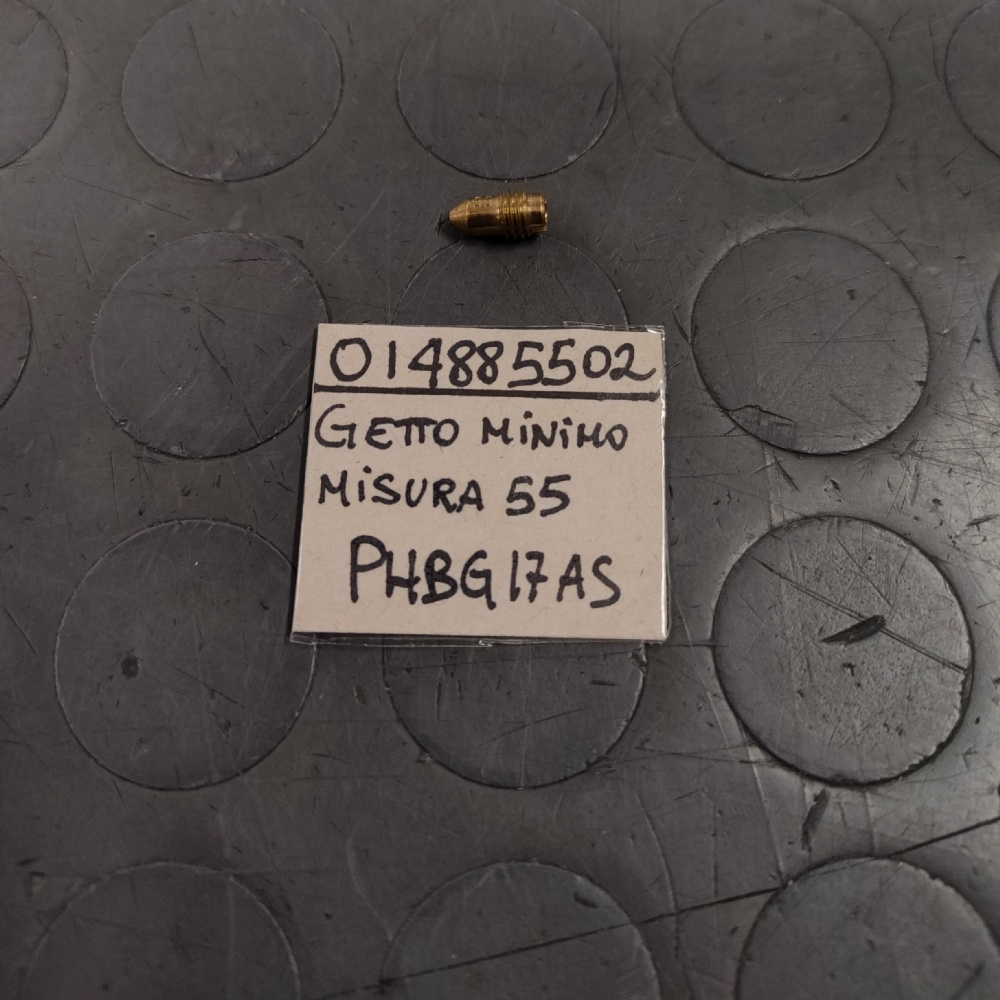 014885502
GETTO MiNiMO
MiSURA 55
PHBG17AS